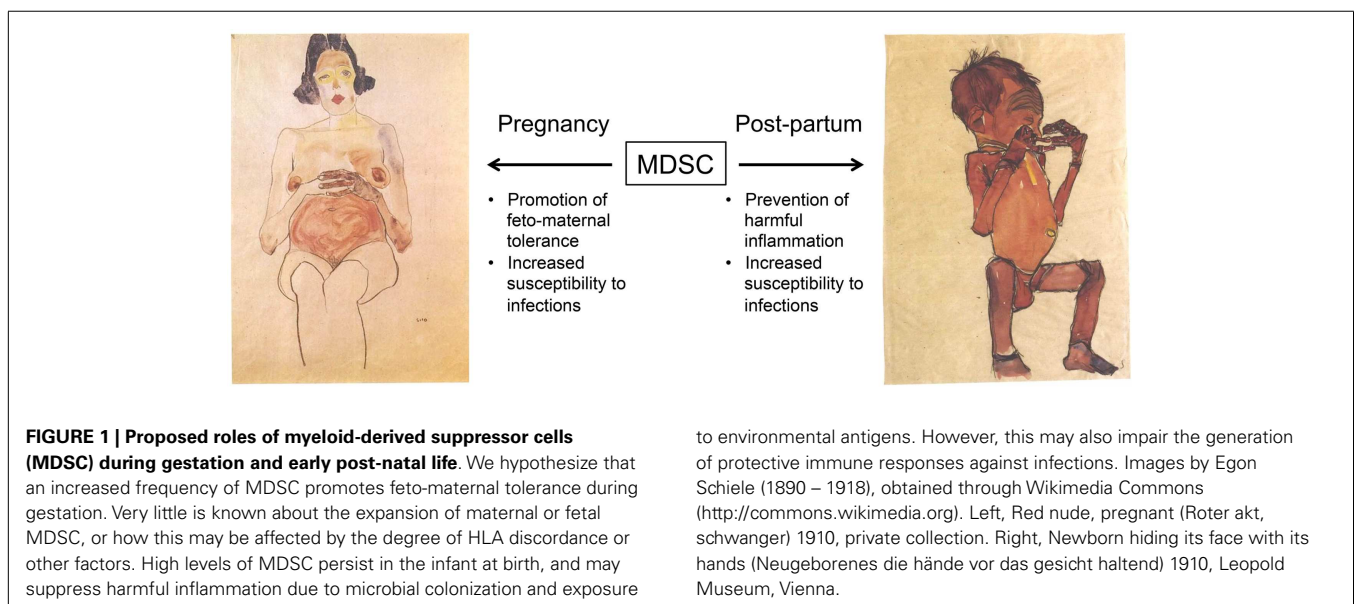 Pregnancy
Post-partum
MDSC
• Promotion of
feto-maternal
tolerance
• Increased
susceptibility to
infections
• Prevention of
harmful
inflammation
• Increased
susceptibility to
infections
FIGURE 1 | Proposed roles of myeloid-derived suppressor cells
(MDSC) during gestation and early post-natal life. We hypothesize that
an increased frequency of MDSC promotes feto-maternal tolerance during
gestation. Very little is known about the expansion of maternal or fetal
MDSC, or how this may be affected by the degree of HLA discordance or
other factors. High levels of MDSC persist in the infant at birth, and may
suppress harmful inflammation due to microbial colonization and exposure
to environmental antigens. However, this may also impair the generation
of protective immune responses against infections. Images by Egon
Schiele (1890 – 1918), obtained through Wikimedia Commons
(http://commons.wikimedia.org). Left, Red nude, pregnant (Roter akt,
schwanger) 1910, private collection. Right, Newborn hiding its face with its
hands (Neugeborenes die hände vor das gesicht haltend) 1910, Leopold
Museum, Vienna.